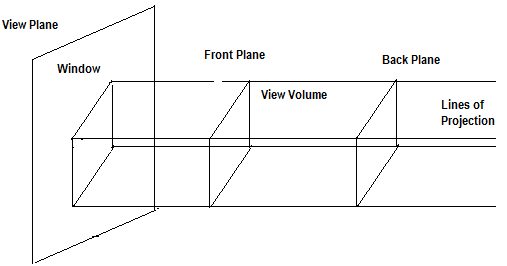 View Plane
Window
Front Plane
View Volume
Back Plane
Lines of
Projection